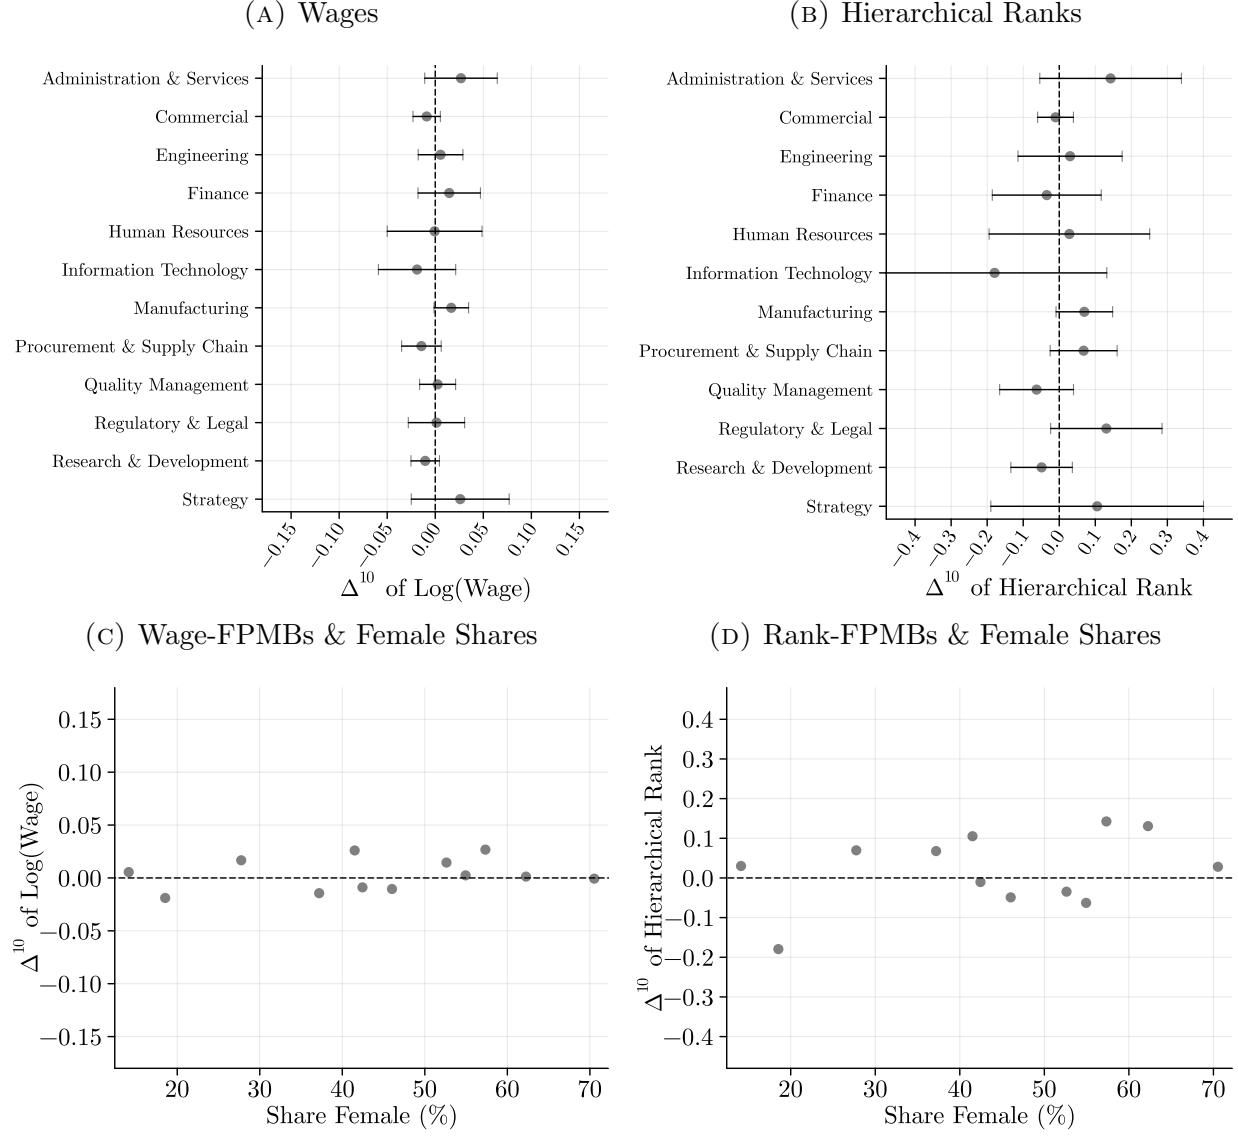 (A) Wages
Administration & Services
Commercial
Engineering
Finance
Human Resources
Information Technology
Manufacturing
Procurement & Supply Chain
Quality Management
Regulatory & Legal
Research & Development
Strategy
−0.15 −0.10 −0.05 0.00 0.05 0.10 0.15
Δ10 of Log(Wage)
(B) Hierarchical Ranks
Administration & Services
Commercial
Engineering
Finance
Human Resources
Information Technology
Manufacturing
Procurement & Supply Chain
Quality Management
Regulatory & Legal
Research & Development
Strategy
−0.4 −0.3 −0.2 −0.1 0.0 0.1 0.2 0.3 0.4
Δ10 of Hierarchical Rank
(C) Wage-FPMBs & Female Shares
Δ10 of Log(Wage)
0.15
0.10
0.05
0.00
−0.05
−0.10
−0.15
20 30 40 50 60 70
Share Female (%)
(D) Rank-FPMBs & Female Shares
Δ10 of Hierarchical Rank
0.4
0.3
0.2
0.1
0.0
−0.1
−0.2
−0.3
−0.4
20 30 40 50 60 70
Share Female (%)